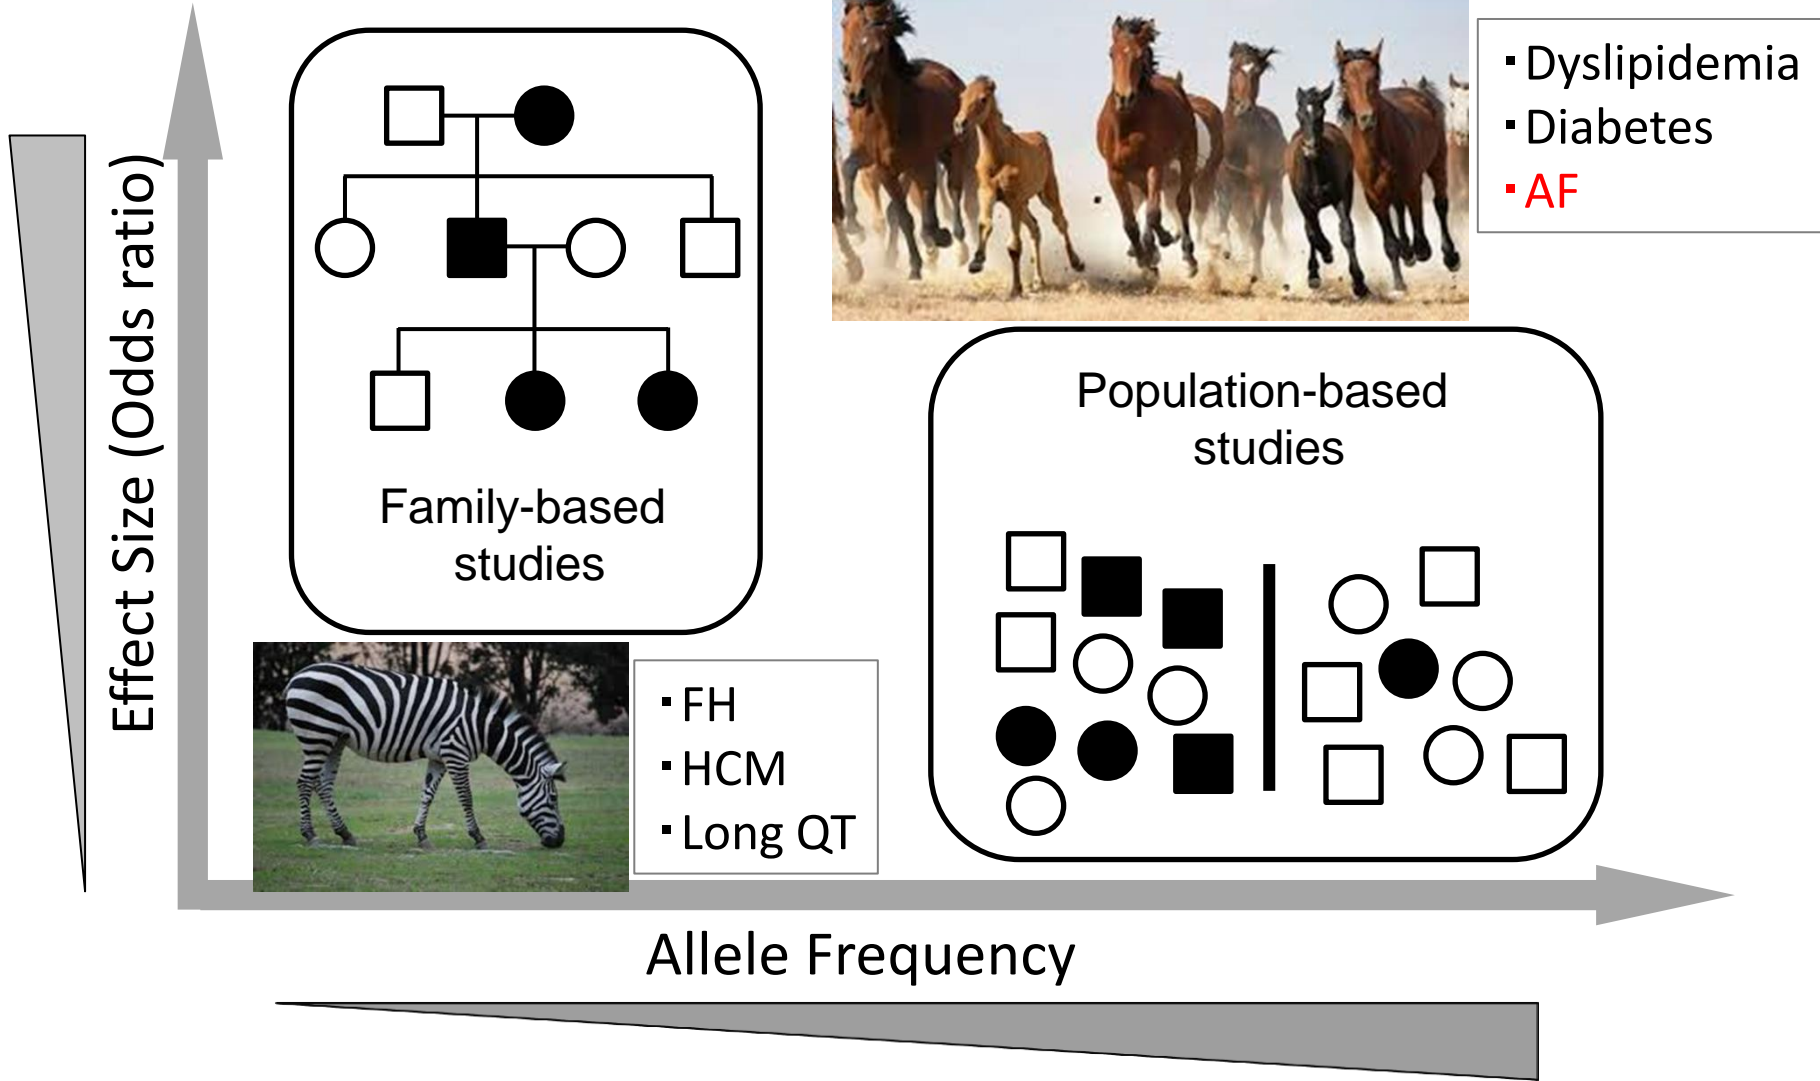 Effect Size (Odds ratio)
Family-based
studies
▪ FH
▪ HCM
▪ Long QT
▪ Dyslipidemia
▪ Diabetes
▪ AF
Population-based
studies
Allele Frequency